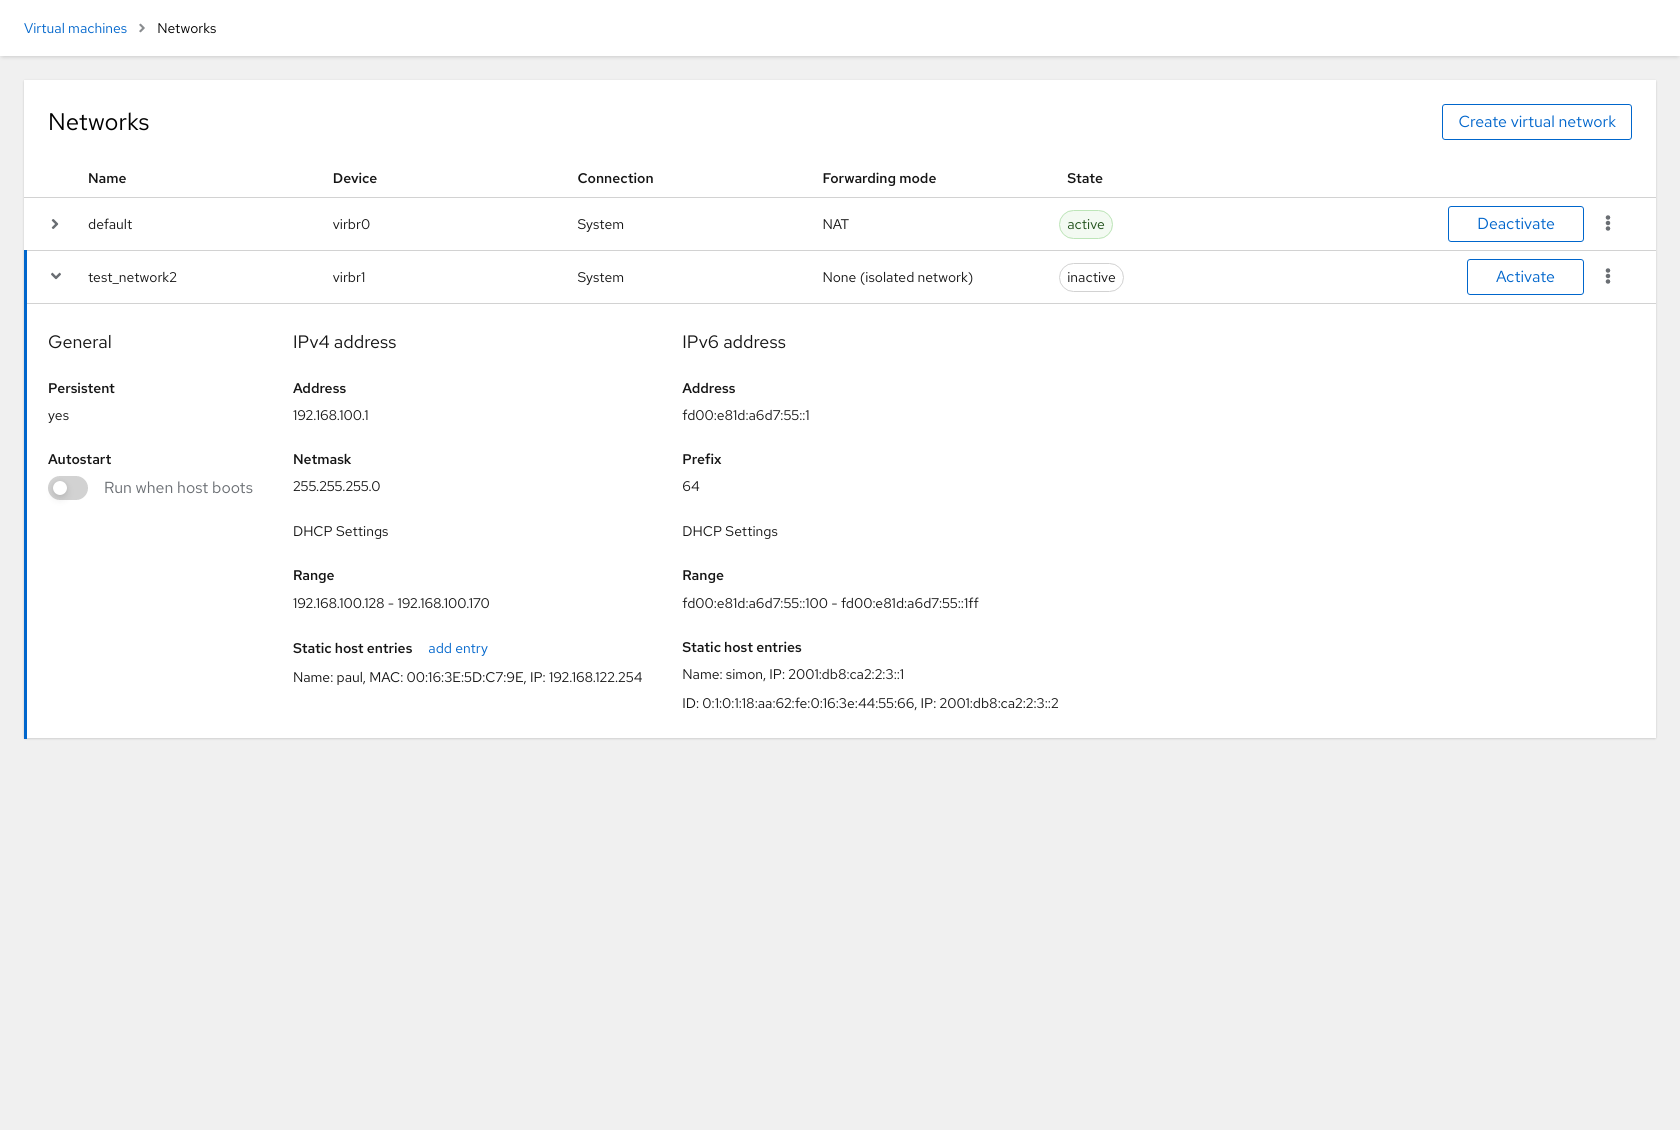 Virtual machines > Networks
Networks
Create virtual network
Name Device Connection Forwarding mode State
default virbr0 System NAT active Deactivate
test_network2 virbr1 System None (isolated network) inactive Activate
General
Persistent
yes
Autostart
Run when host boots
IPv4 address
Address
192.168.100.1
Netmask
255.255.255.0
DHCP Settings
Range
192.168.100.128 - 192.168.100.170
Static host entries add entry
Name: paul, MAC: 00:16:3E:5D:C7:9E, IP: 192.168.122.254
IPv6 address
Address
fd00:e81d:a6d7:55::1
Prefix
64
DHCP Settings
Range
fd00:e81d:a6d7:55::100 - fd00:e81d:a6d7:55::1ff
Static host entries
Name: simon, IP: 2001:db8:ca2:2:3::1
ID: 0:1:0:1:18:aa:62:fe:0:16:3e:44:55:66, IP: 2001:db8:ca2:2:3::2